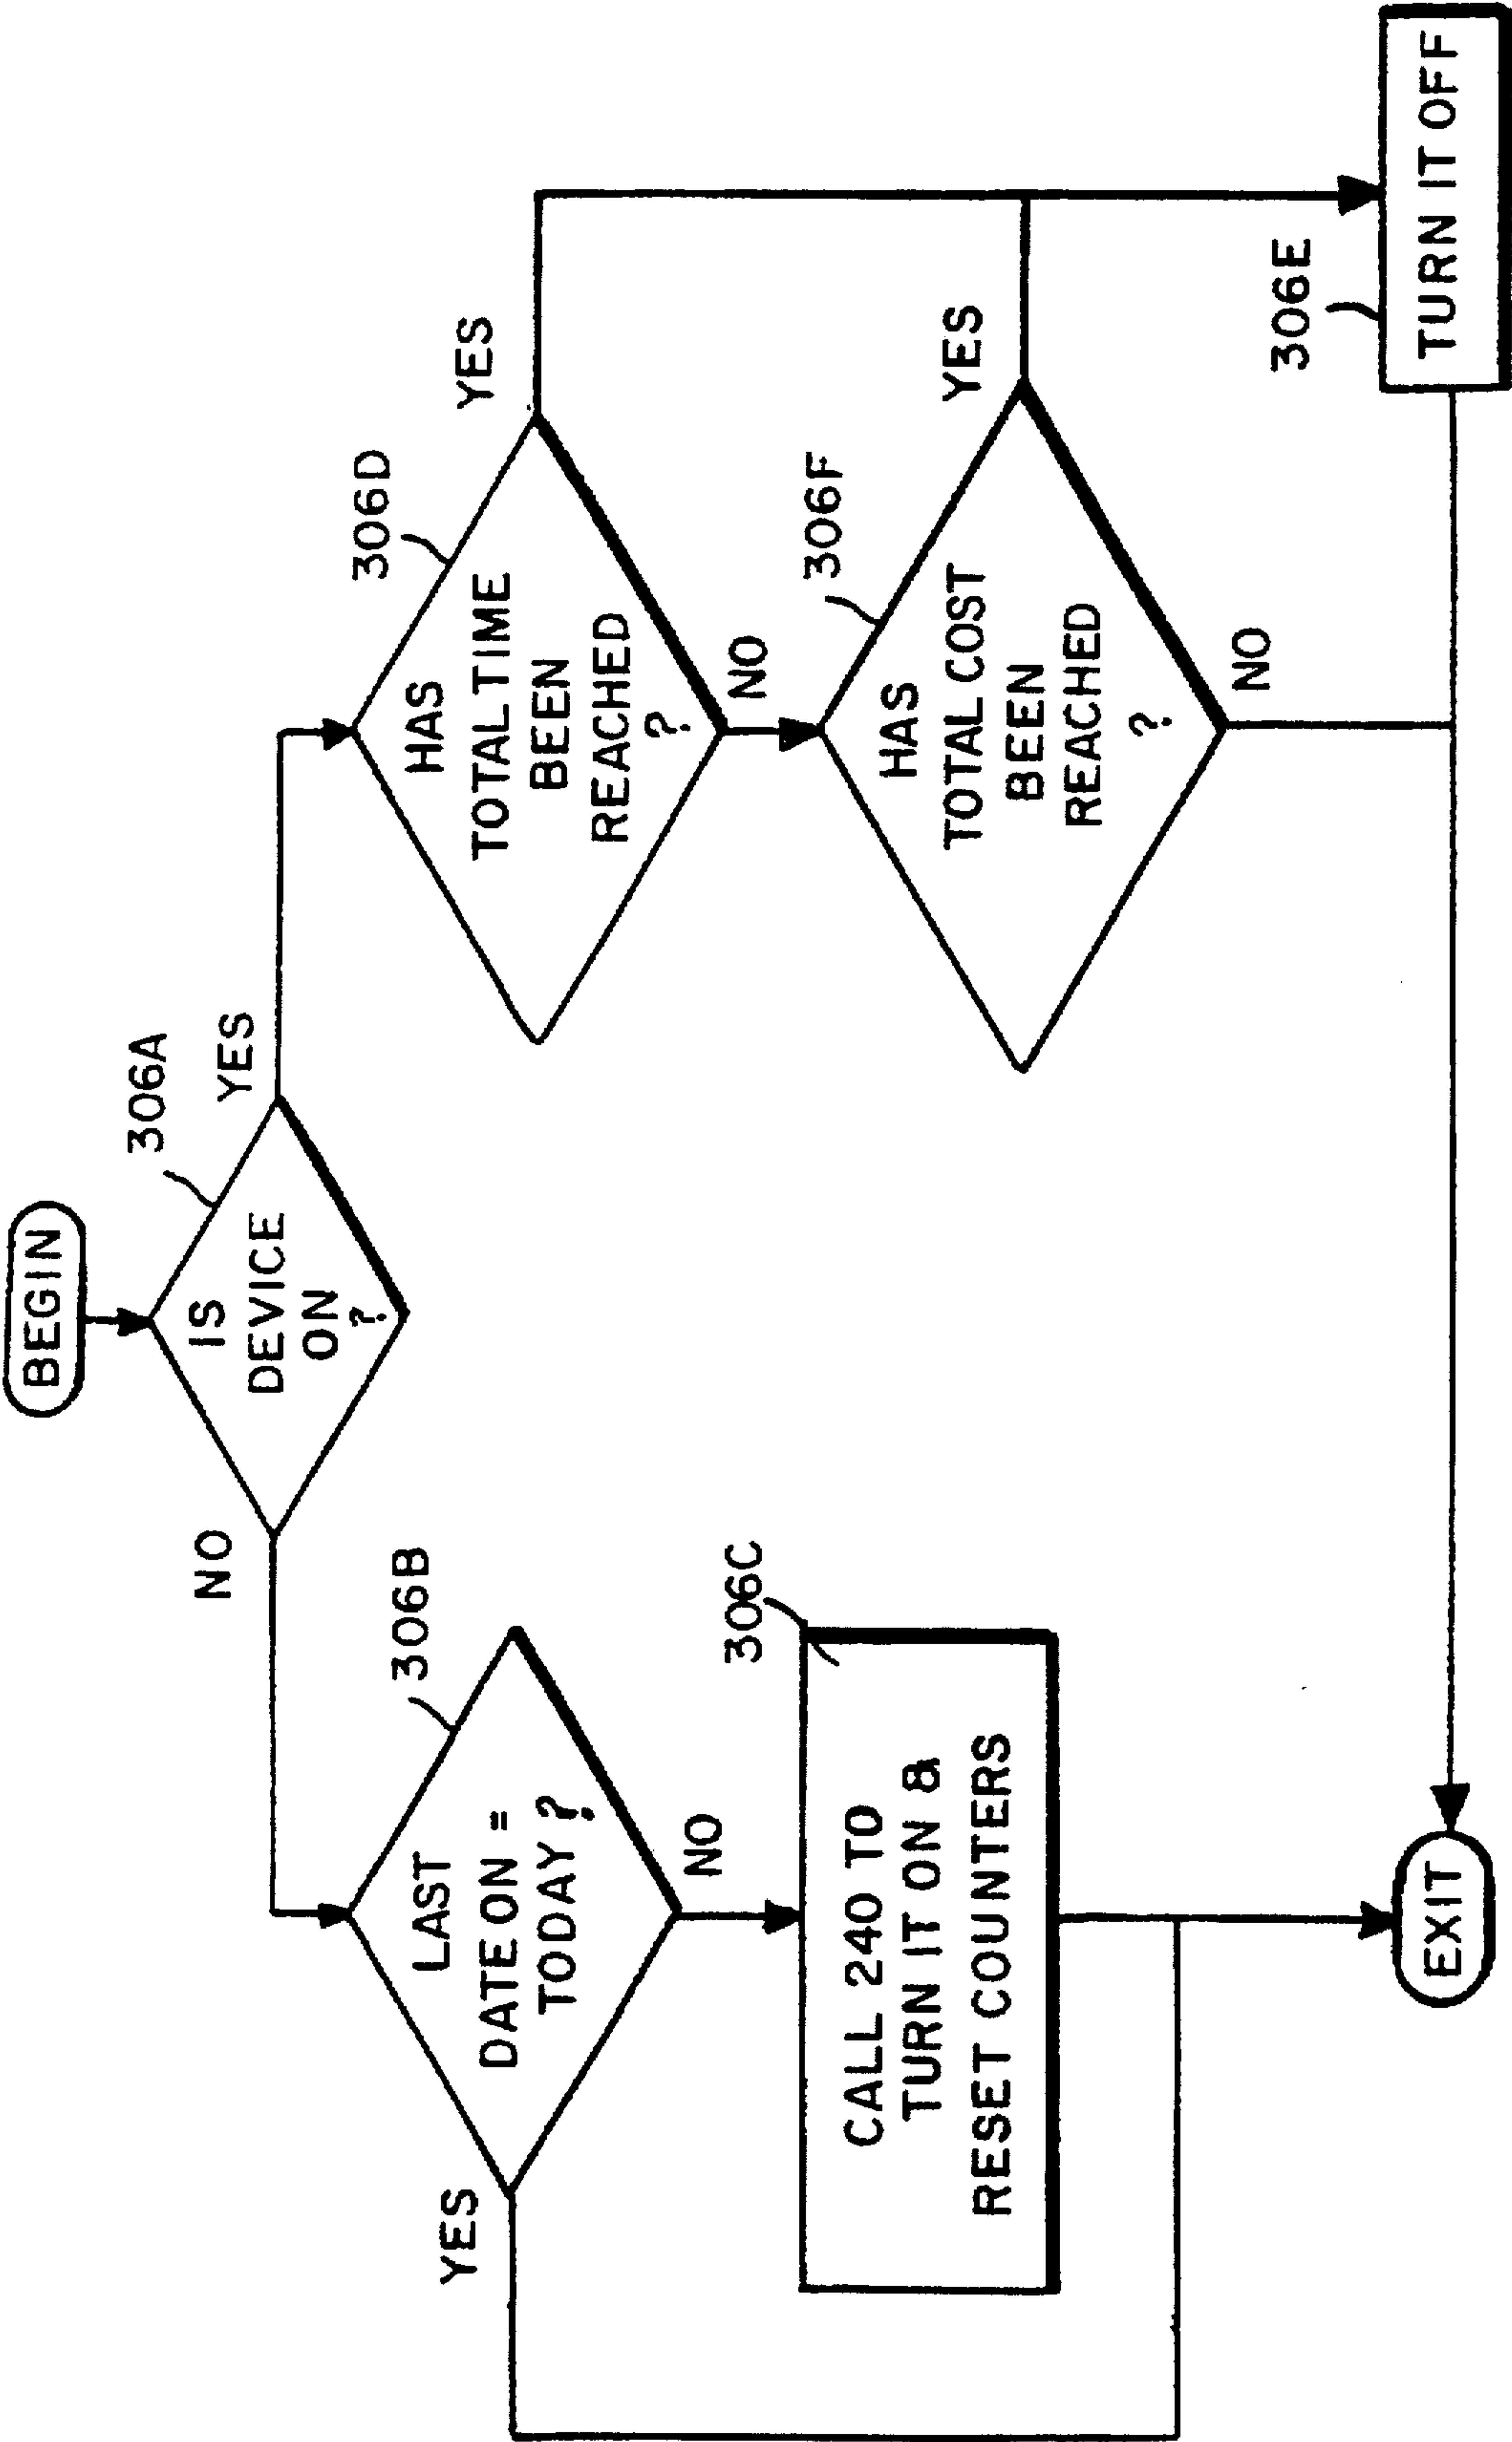 BEGIN
306A
IS
DEVICE
ON
?
NO
YES
306B
LAST
DATE ON =
TODAY ?
YES
NO
306C
CALL 240 TO
TURN IT ON &
RESET COUNTERS
306D
HAS
TOTAL TIME
BEEN
REACHED
?
YES
NO
306F
HAS
TOTAL COST
BEEN
REACHED
?
YES
NO
306E
TURN IT OFF
EXIT